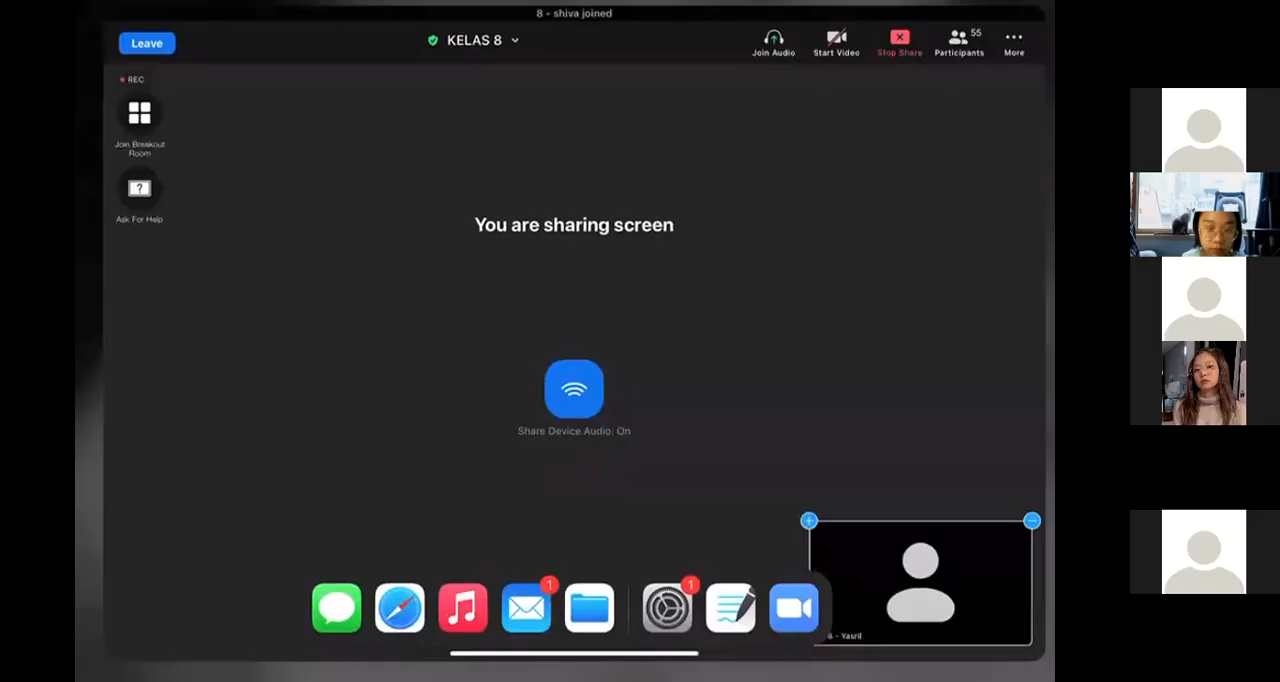 8 - shiva joined
Leave
KELAS 8
Join Audio
Start Video
Stop Share
Participants
55
More
REC
Join Breakout
Room
?
Ask For Help
You are sharing screen
Share Device Audio: On
1
1
8 - Yasril